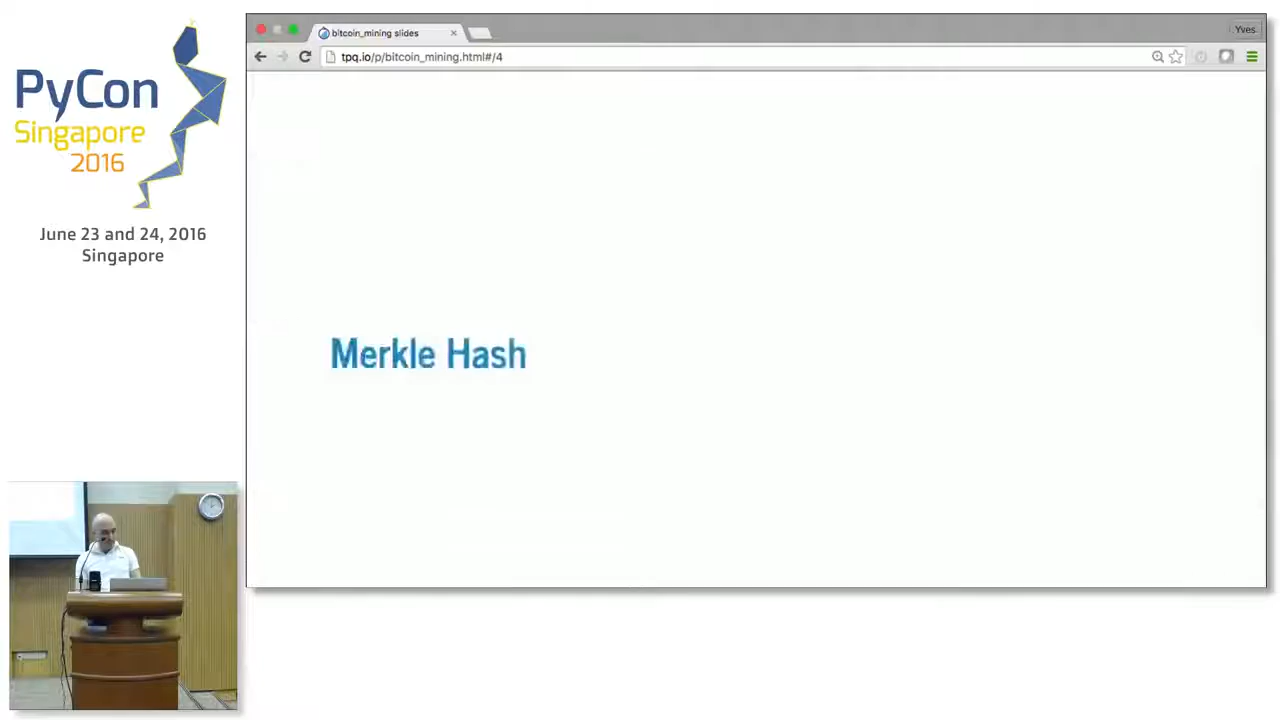 PyCon
Singapore
2016
June 23 and 24, 2016
Singapore
bitcoin_mining slides
Yves
tpq.io/p/bitcoin_mining.html#/4
Merkle Hash